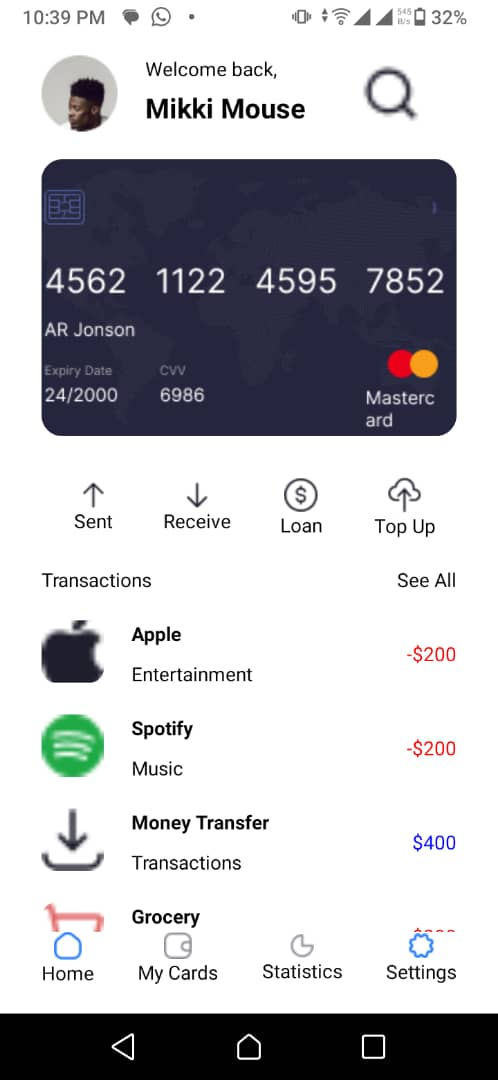 10:39 PM 545 B/s 32%
Welcome back,
Mikki Mouse
4562 1122 4595 7852
AR Jonson
Expiry Date CVV
24/2000 6986
Masterc
ard
Sent Receive Loan Top Up
Transactions See All
Apple
-$200
Entertainment
Spotify
-$200
Music
Money Transfer
$400
Transactions
Grocery
Home My Cards Statistics Settings